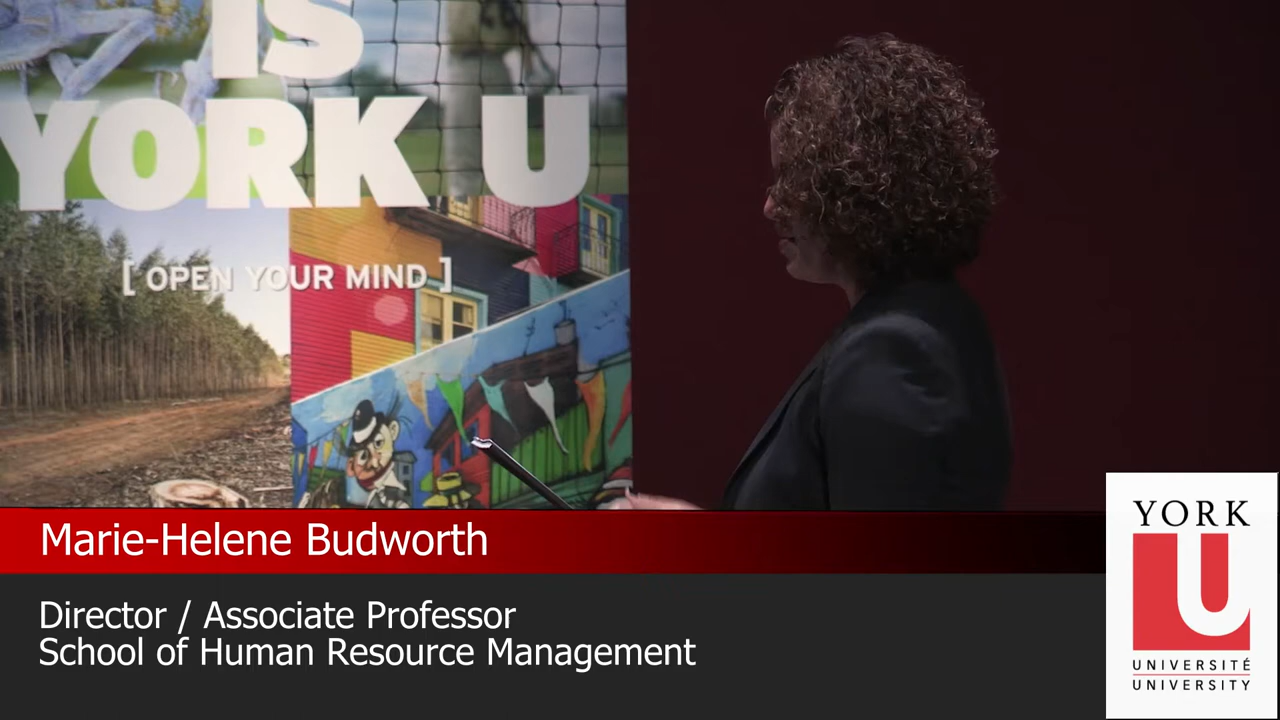 IS
YORK U
[ OPEN YOUR MIND ]
Marie-Helene Budworth
Director / Associate Professor
School of Human Resource Management
YORK
U
UNIVERSITÉ
UNIVERSITY